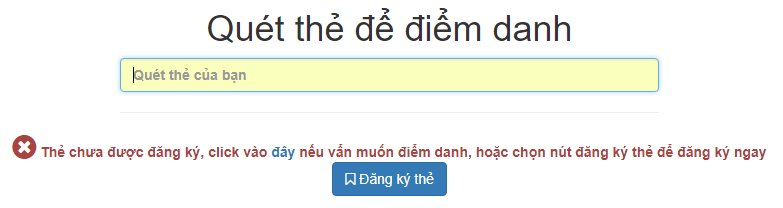 Quét thẻ để điểm danh
Quét thẻ của bạn
Thẻ chưa được đăng ký, click vào đây nếu vẫn muốn điểm danh, hoặc chọn nút đăng ký thẻ để đăng ký ngay
Đăng ký thẻ